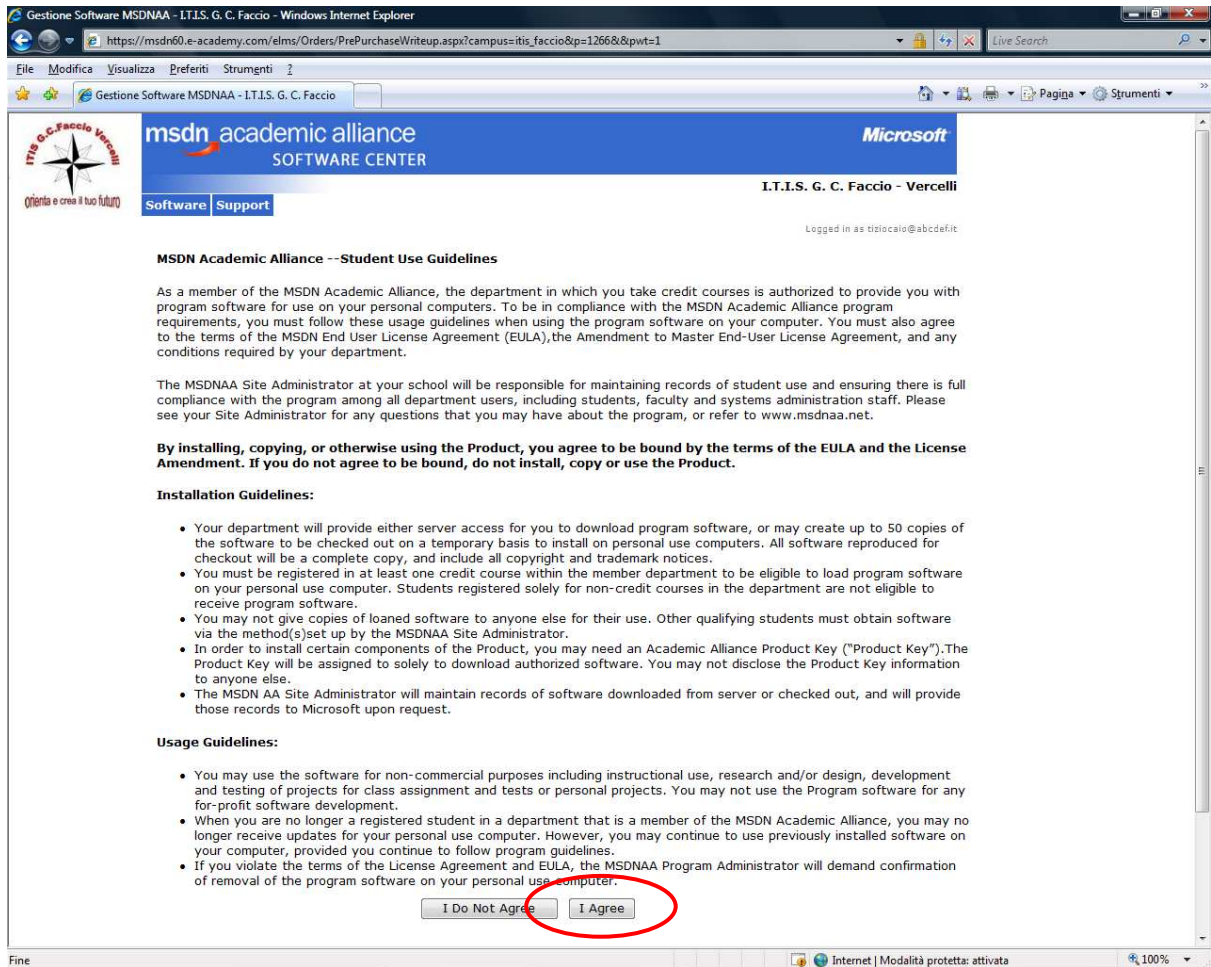 Gestione Software MSDNAA - I.T.I.S. G. C. Faccio - Windows Internet Explorer
https://msdn60.e-academy.com/elms/Orders/PrePurchaseWriteup.aspx?campus=itis_faccio&p=1266&&pwt=1
Live Search
File Modifica Visualizza Preferiti Strumenti ?
Gestione Software MSDNAA - I.T.I.S. G. C. Faccio
Pagina Strumenti
ITIS G.C.Faccio Vercelli
orienta e crea il tuo futuro
msdn academic alliance
SOFTWARE CENTER
Microsoft
I.T.I.S. G. C. Faccio - Vercelli
Software Support
Logged in as tiziocaio@abcdef.it
MSDN Academic Alliance --Student Use Guidelines
As a member of the MSDN Academic Alliance, the department in which you take credit courses is authorized to provide you with
program software for use on your personal computers. To be in compliance with the MSDN Academic Alliance program
requirements, you must follow these usage guidelines when using the program software on your computer. You must also agree
to the terms of the MSDN End User License Agreement (EULA),the Amendment to Master End-User License Agreement, and any
conditions required by your department.
The MSDNAA Site Administrator at your school will be responsible for maintaining records of student use and ensuring there is full
compliance with the program among all department users, including students, faculty and systems administration staff. Please
see your Site Administrator for any questions that you may have about the program, or refer to www.msdnaa.net.
By installing, copying, or otherwise using the Product, you agree to be bound by the terms of the EULA and the License
Amendment. If you do not agree to be bound, do not install, copy or use the Product.
Installation Guidelines:
• Your department will provide either server access for you to download program software, or may create up to 50 copies of
the software to be checked out on a temporary basis to install on personal use computers. All software reproduced for
checkout will be a complete copy, and include all copyright and trademark notices.
• You must be registered in at least one credit course within the member department to be eligible to load program software
on your personal use computer. Students registered solely for non-credit courses in the department are not eligible to
receive program software.
• You may not give copies of loaned software to anyone else for their use. Other qualifying students must obtain software
via the method(s)set up by the MSDNAA Site Administrator.
• In order to install certain components of the Product, you may need an Academic Alliance Product Key ("Product Key").The
Product Key will be assigned to solely to download authorized software. You may not disclose the Product Key information
to anyone else.
• The MSDN AA Site Administrator will maintain records of software downloaded from server or checked out, and will provide
those records to Microsoft upon request.
Usage Guidelines:
• You may use the software for non-commercial purposes including instructional use, research and/or design, development
and testing of projects for class assignment and tests or personal projects. You may not use the Program software for any
for-profit software development.
• When you are no longer a registered student in a department that is a member of the MSDN Academic Alliance, you may no
longer receive updates for your personal use computer. However, you may continue to use previously installed software on
your computer, provided you continue to follow program guidelines.
• If you violate the terms of the License Agreement and EULA, the MSDNAA Program Administrator will demand confirmation
of removal of the program software on your personal use computer.
I Do Not Agree I Agree
Fine Internet | Modalità protetta: attivata 100%